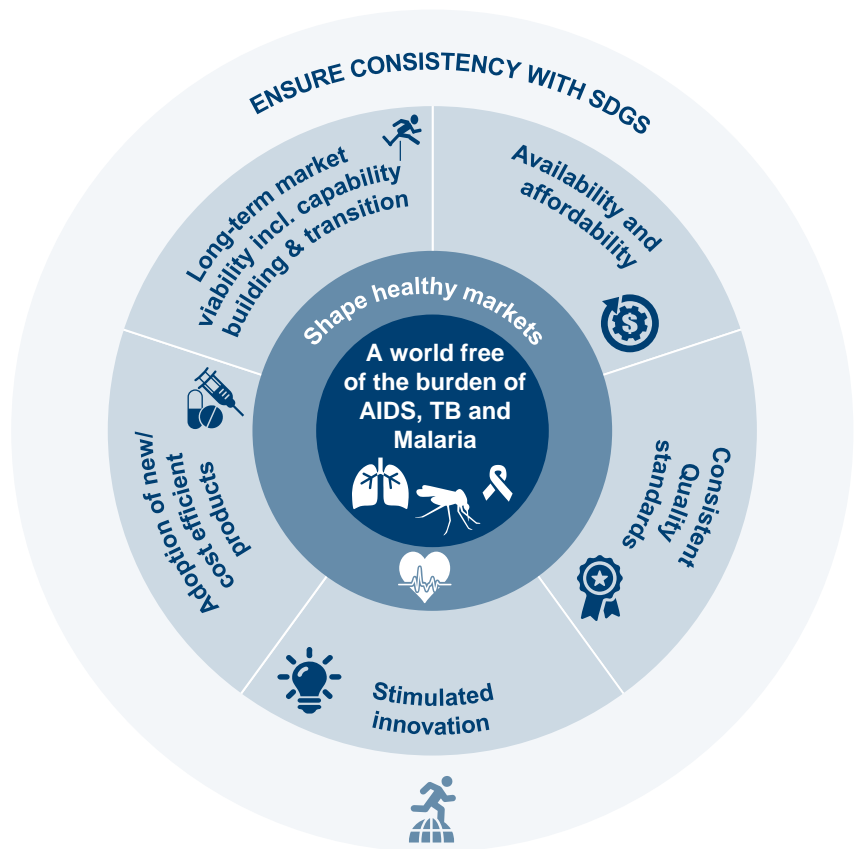 ENSURE CONSISTENCY WITH SDGS
Long-term market
viability incl. capability
building & transition
Availability and
affordability
$
Shape healthy markets
A world free
of the burden of
AIDS, TB and
Malaria
Adoption of new/
cost efficient
products
Consistent
Quality
standards
Stimulated
innovation